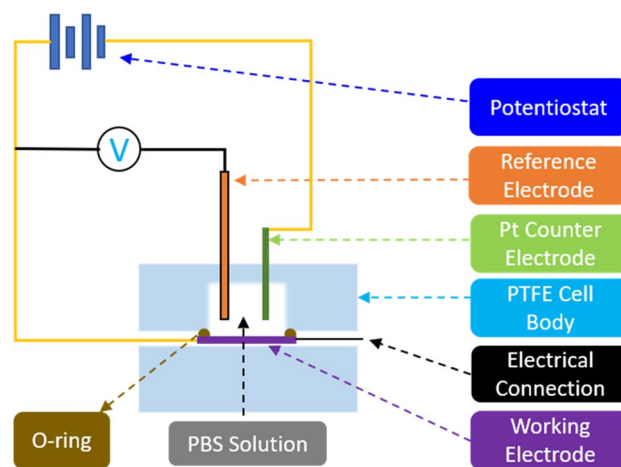 Potentiostat
V
Reference
Electrode
Pt Counter
Electrode
PTFE Cell
Body
Electrical
Connection
O-ring
PBS Solution
Working
Electrode